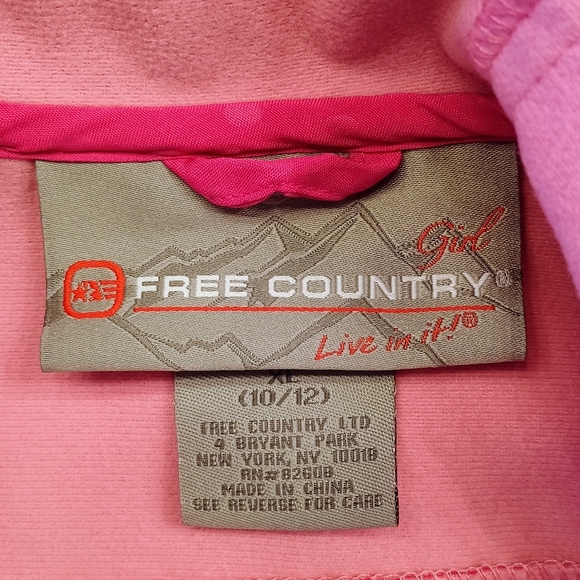 Girl
FREE COUNTRY®
Live in it!®
XL
(10/12)
FREE COUNTRY LTD
4 BRYANT PARK
NEW YORK, NY 10018
RN#82608
MADE IN CHINA
SEE REVERSE FOR CARE